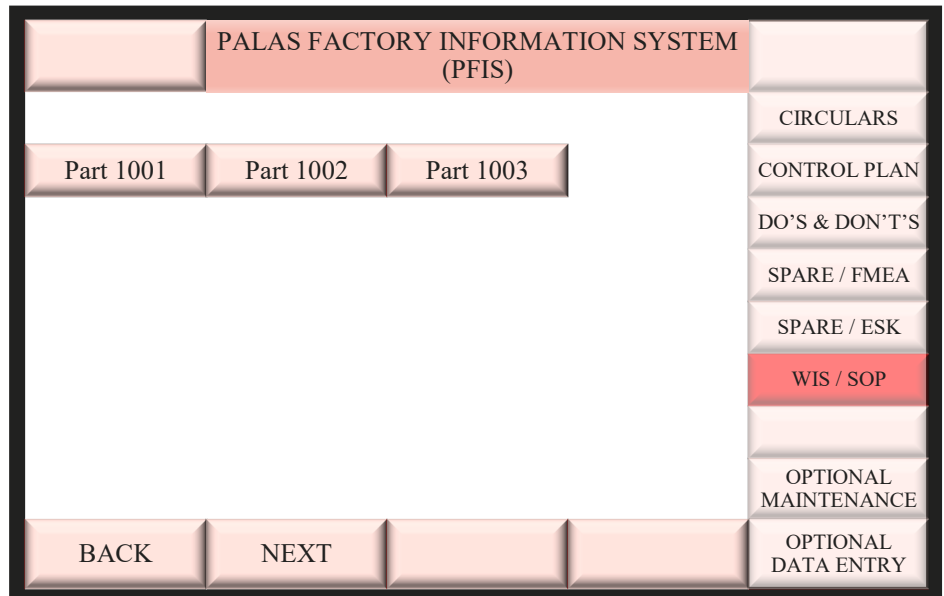 PALAS FACTORY INFORMATION SYSTEM
(PFIS)
CIRCULARS
Part 1001 Part 1002 Part 1003
CONTROL PLAN
DO’S & DON’T’S
SPARE / FMEA
SPARE / ESK
WIS / SOP
OPTIONAL
MAINTENANCE
BACK NEXT
OPTIONAL
DATA ENTRY